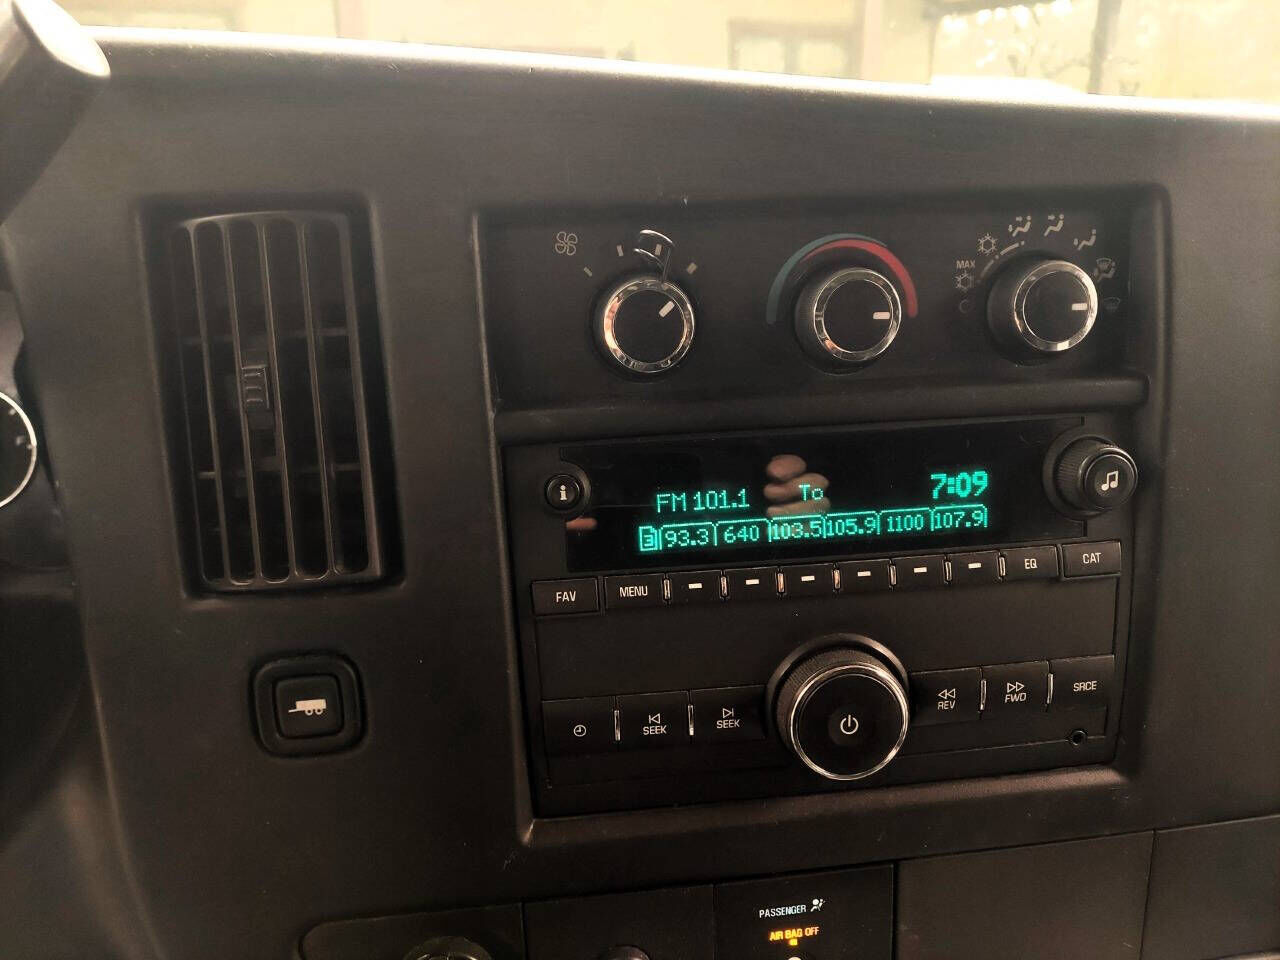 MAX
FM 101.1 To 7:09
93.3 640 103.5 105.9 1100 107.9
FAV MENU EQ CAT
SEEK SEEK REV FWD SRCE
PASSENGER
AIR BAG OFF